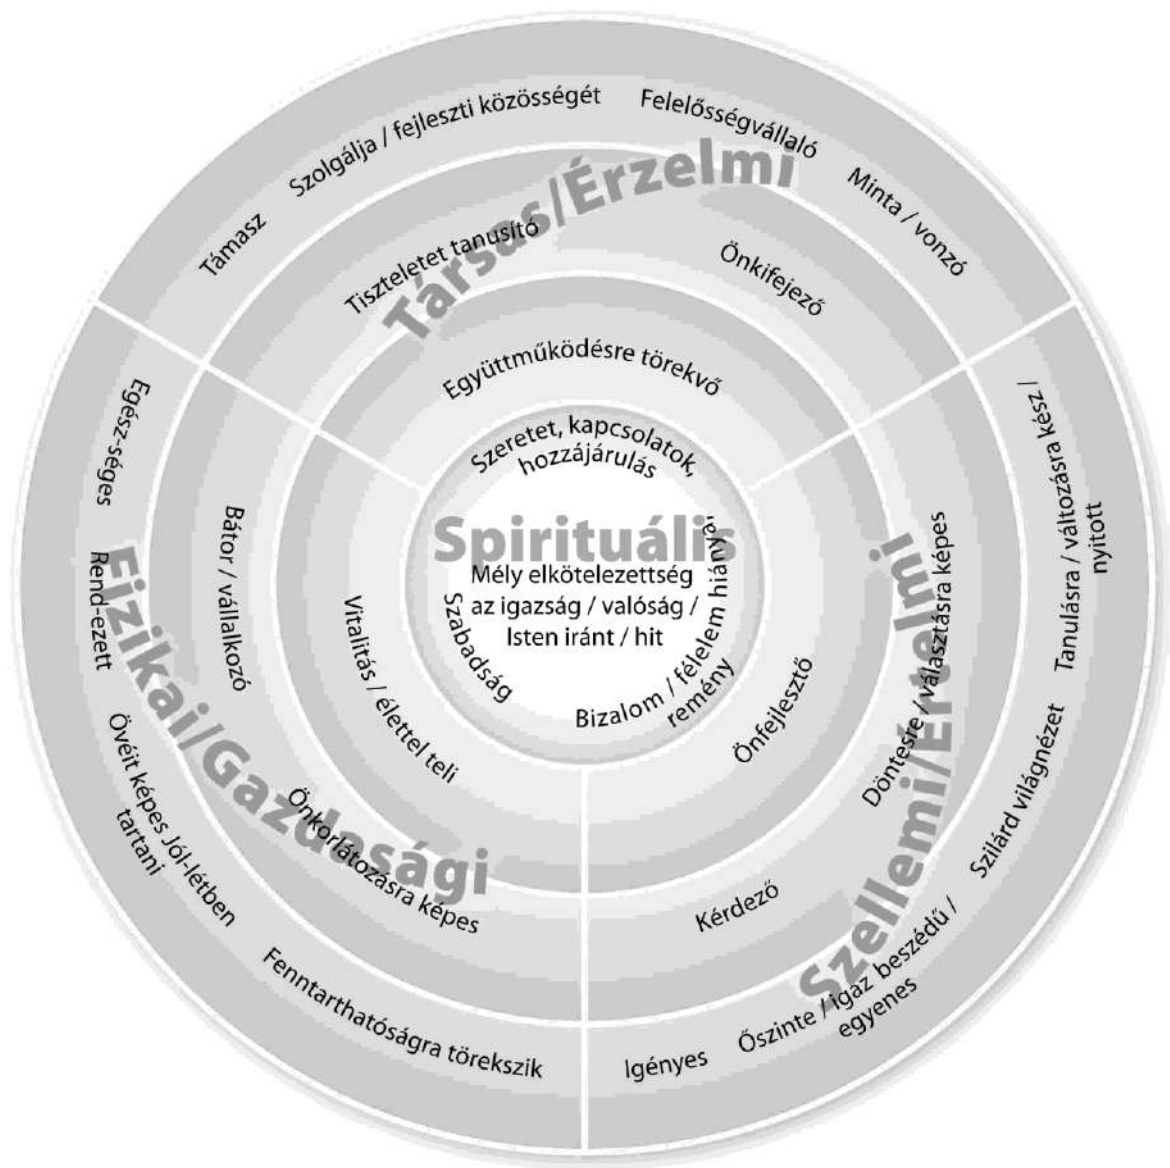 Szolgálja / fejleszti közösségét
Felelősségvállaló
Támasz
Minta / vonzó
Társas/Érzelmi
Tiszteletet tanusító
Önkifejező
Együttműködésre törekvő
Szeretet, kapcsolatok,
hozzájárulás
Spirituális
Mély elkötelezettség
az igazság / valóság /
Isten iránt / hit
Szabadság
Bizalom / félelem hiánya
remény
Egész-séges
Rend-ezett
Övéit képes Jól-létben
tartani
Fenntarthatóságra törekszik
Fizikai/Gazdasági
Bátor / vállalkozó
Önkorlátozásra képes
Vitalitás / élettel teli
Tanulásra / változásra kész /
nyitott
Szilárd világnézet
Őszinte / igaz beszédű /
egyenes
Igényes
Szellemi/Értelmi
Döntésre / választásra képes
Kérdező
Önfejlesztő